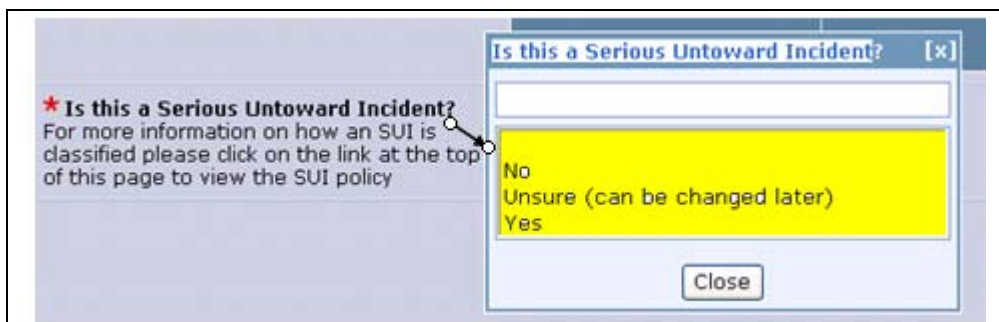 Is this a Serious Untoward Incident? [x]
* Is this a Serious Untoward Incident?
For more information on how an SUI is
classified please click on the link at the top
of this page to view the SUI policy
No
Unsure (can be changed later)
Yes
Close